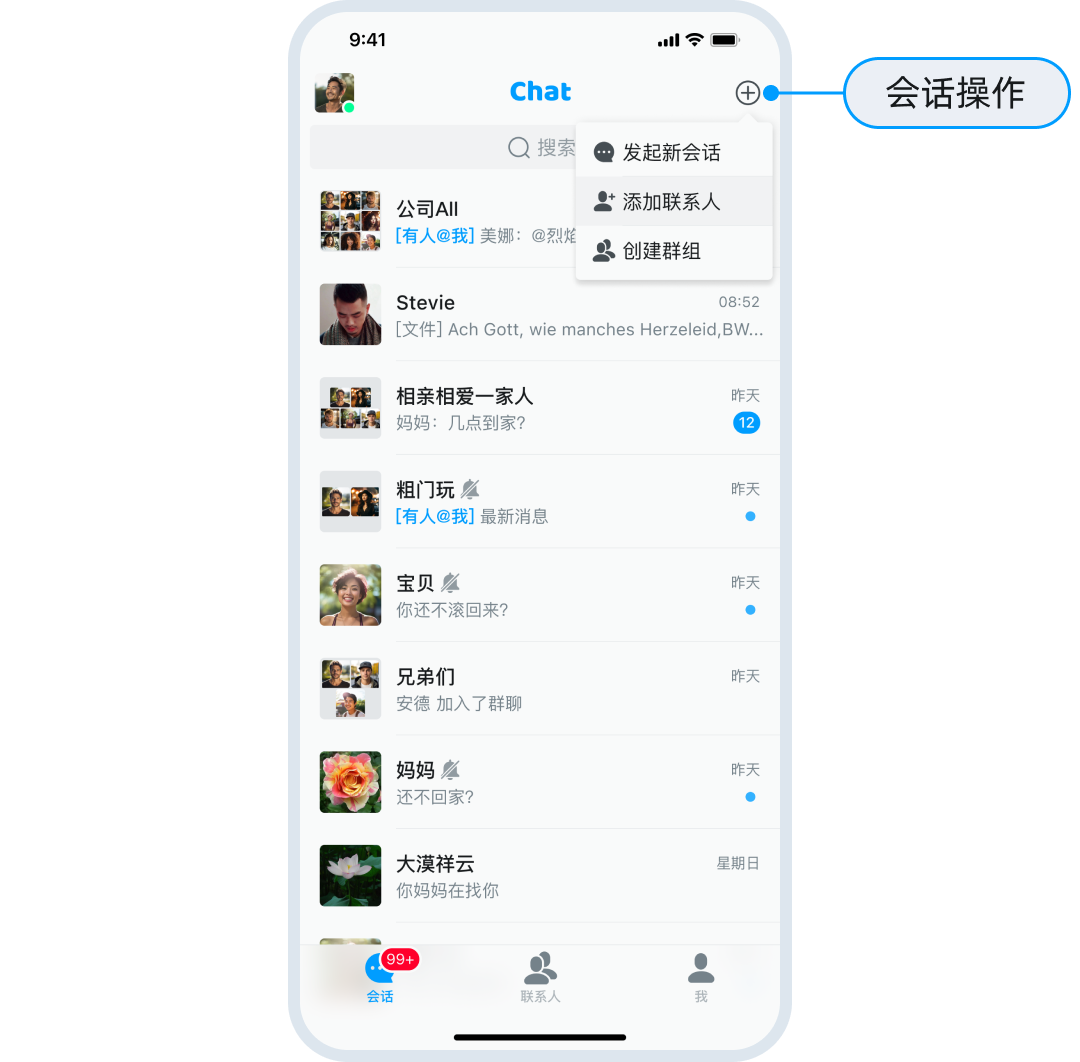 9:41
Chat
会话操作
搜索
发起新会话
添加联系人
创建群组
公司All
[有人@我] 美娜：@烈焰
Stevie
08:52
[文件] Ach Gott, wie manches Herzeleid,BW...
相亲相爱一家人
昨天
妈妈：几点到家?
12
粗门玩
昨天
[有人@我] 最新消息
宝贝
昨天
你还不滚回来?
兄弟们
昨天
安德 加入了群聊
妈妈
昨天
还不回家?
大漠祥云
星期日
你妈妈在找你
99+
会话
联系人
我